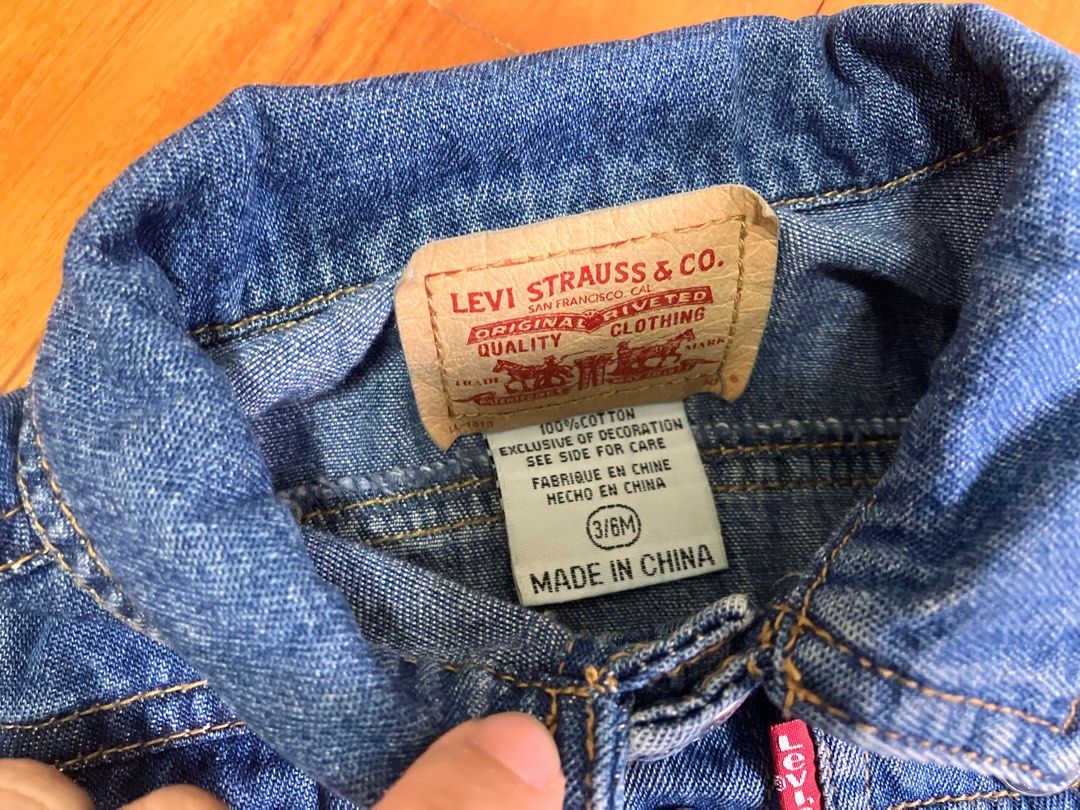 LEVI STRAUSS & CO.
SAN FRANCISCO. CAL.
ORIGINAL RIVETED
QUALITY CLOTHING
TRADE MARK
100%COTTON
EXCLUSIVE OF DECORATION
SEE SIDE FOR CARE
FABRIQUE EN CHINE
HECHO EN CHINA
3/6M
MADE IN CHINA
Levi